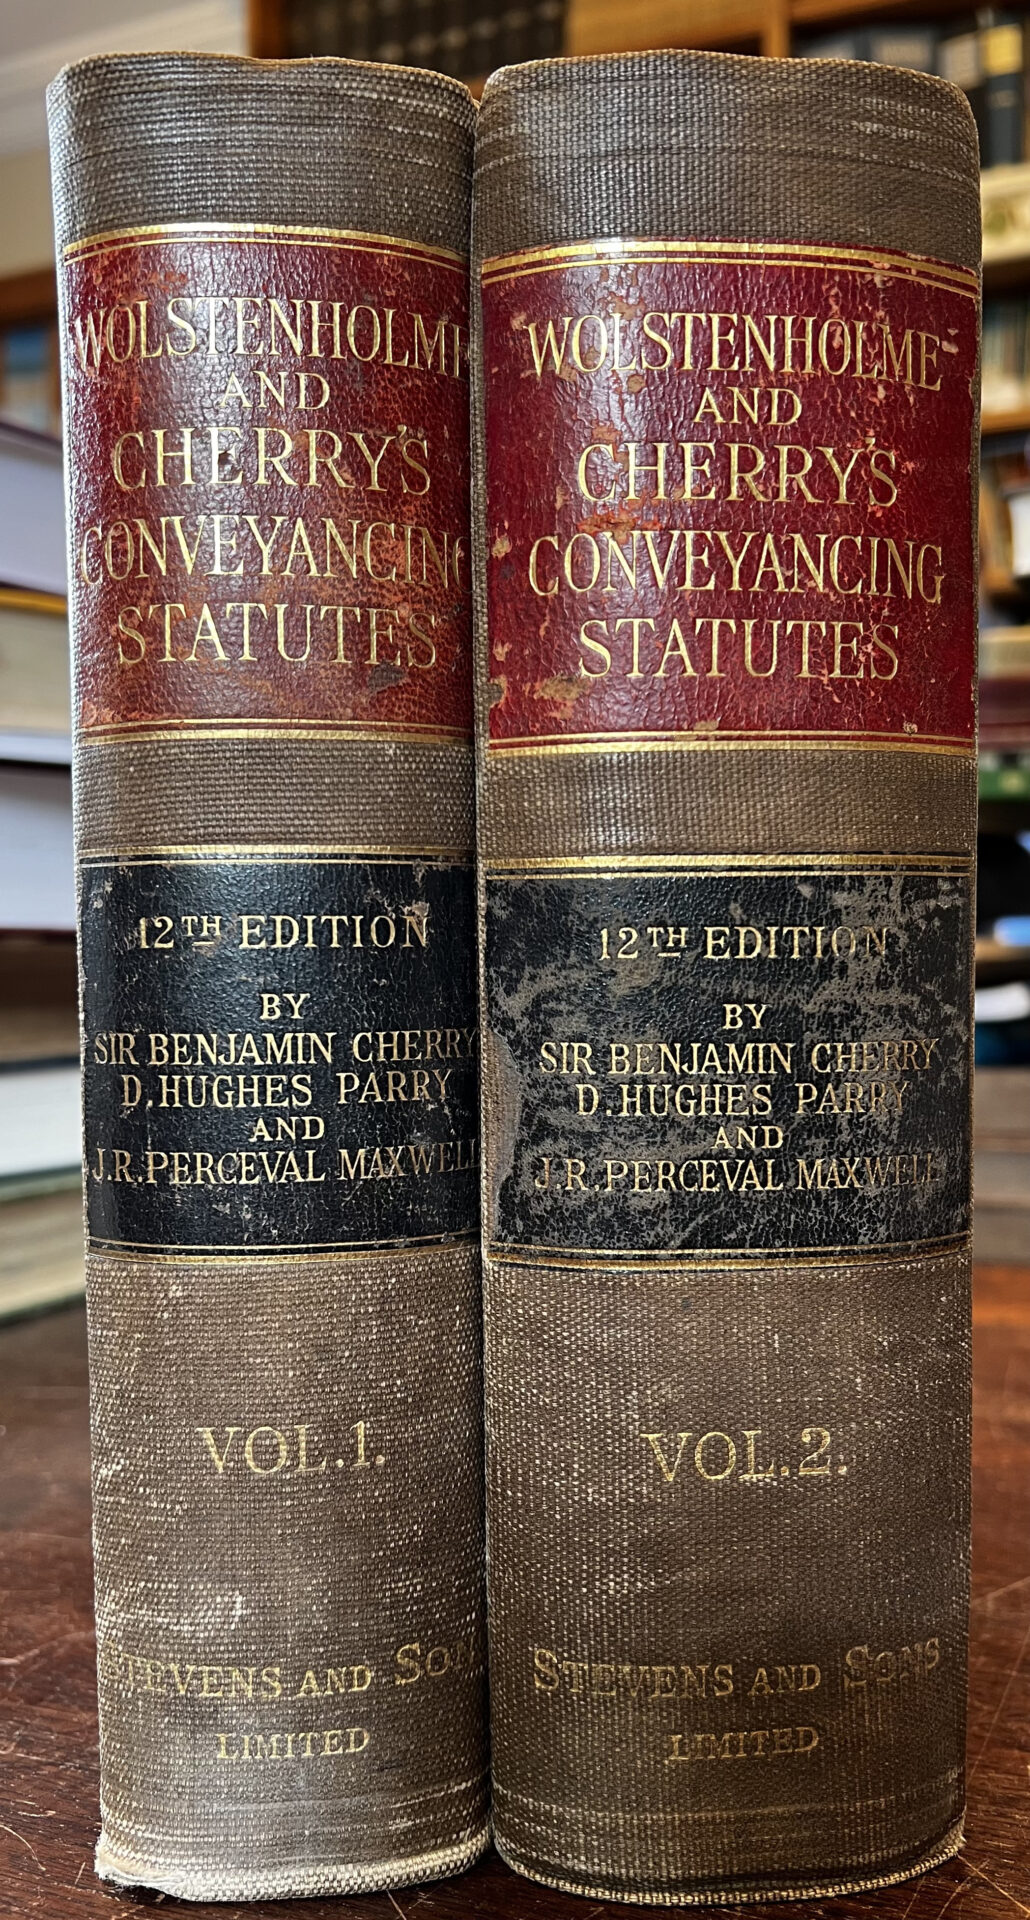 WOLSTENHOLME
AND
CHERRY'S
CONVEYANCING
STATUTES
12TH EDITION
BY
SIR BENJAMIN CHERRY
D. HUGHES PARRY
AND
J.R. PERCEVAL MAXWELL
VOL. 1.
STEVENS AND SONS
LIMITED
WOLSTENHOLME
AND
CHERRY'S
CONVEYANCING
STATUTES
12TH EDITION
BY
SIR BENJAMIN CHERRY
D. HUGHES PARRY
AND
J.R. PERCEVAL MAXWELL
VOL. 2.
STEVENS AND SONS
LIMITED